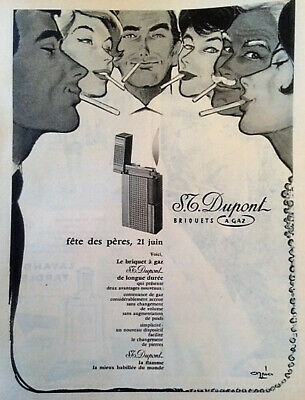 S.T. Dupont
BRIQUETS A GAZ
fête des pères, 21 juin
Voici,
Le briquet à gaz
S.T. Dupont
de longue durée
qui présente
deux avantages nouveaux :
contenance de gaz
considérablement accrue
sans changement
de volume
sans augmentation
de poids
simplicité :
un nouveau dispositif
facilite
le changement
de pierres
S.T. Dupont
la flamme
la mieux habillée du monde